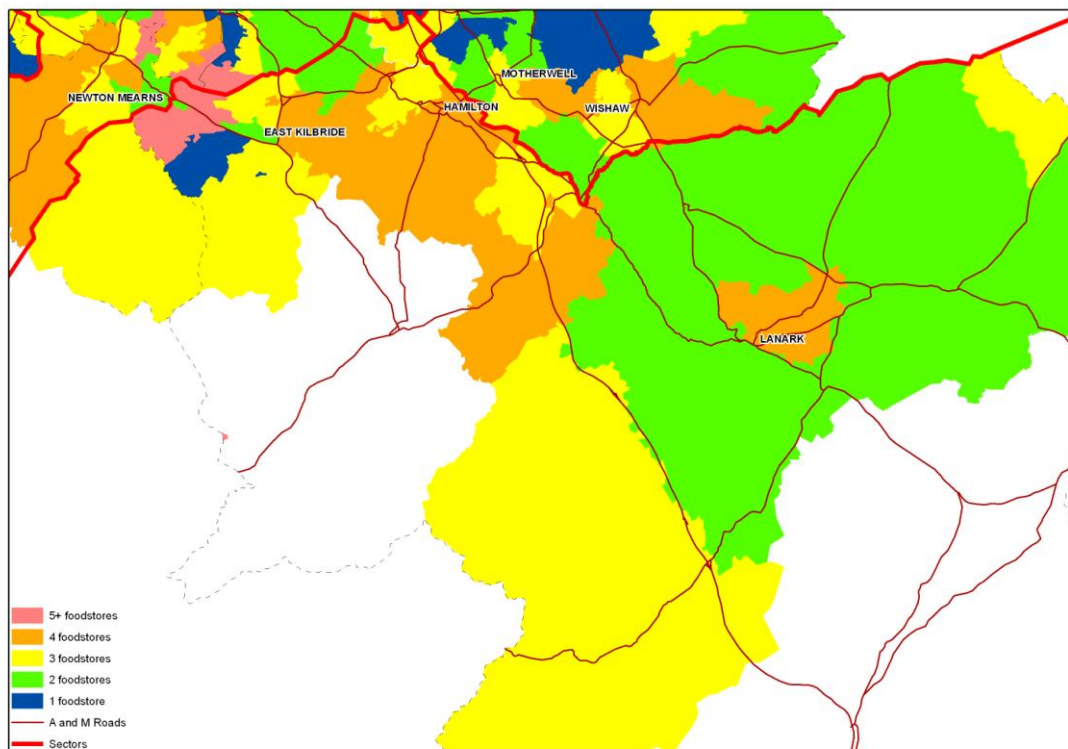 MOTHERWELL
NEWTON MEARNS
HAMILTON
WISHAW
EAST KILBRIDE
LANARK
5+ foodstores
4 foodstores
3 foodstores
2 foodstores
1 foodstore
A and M Roads
Sectors